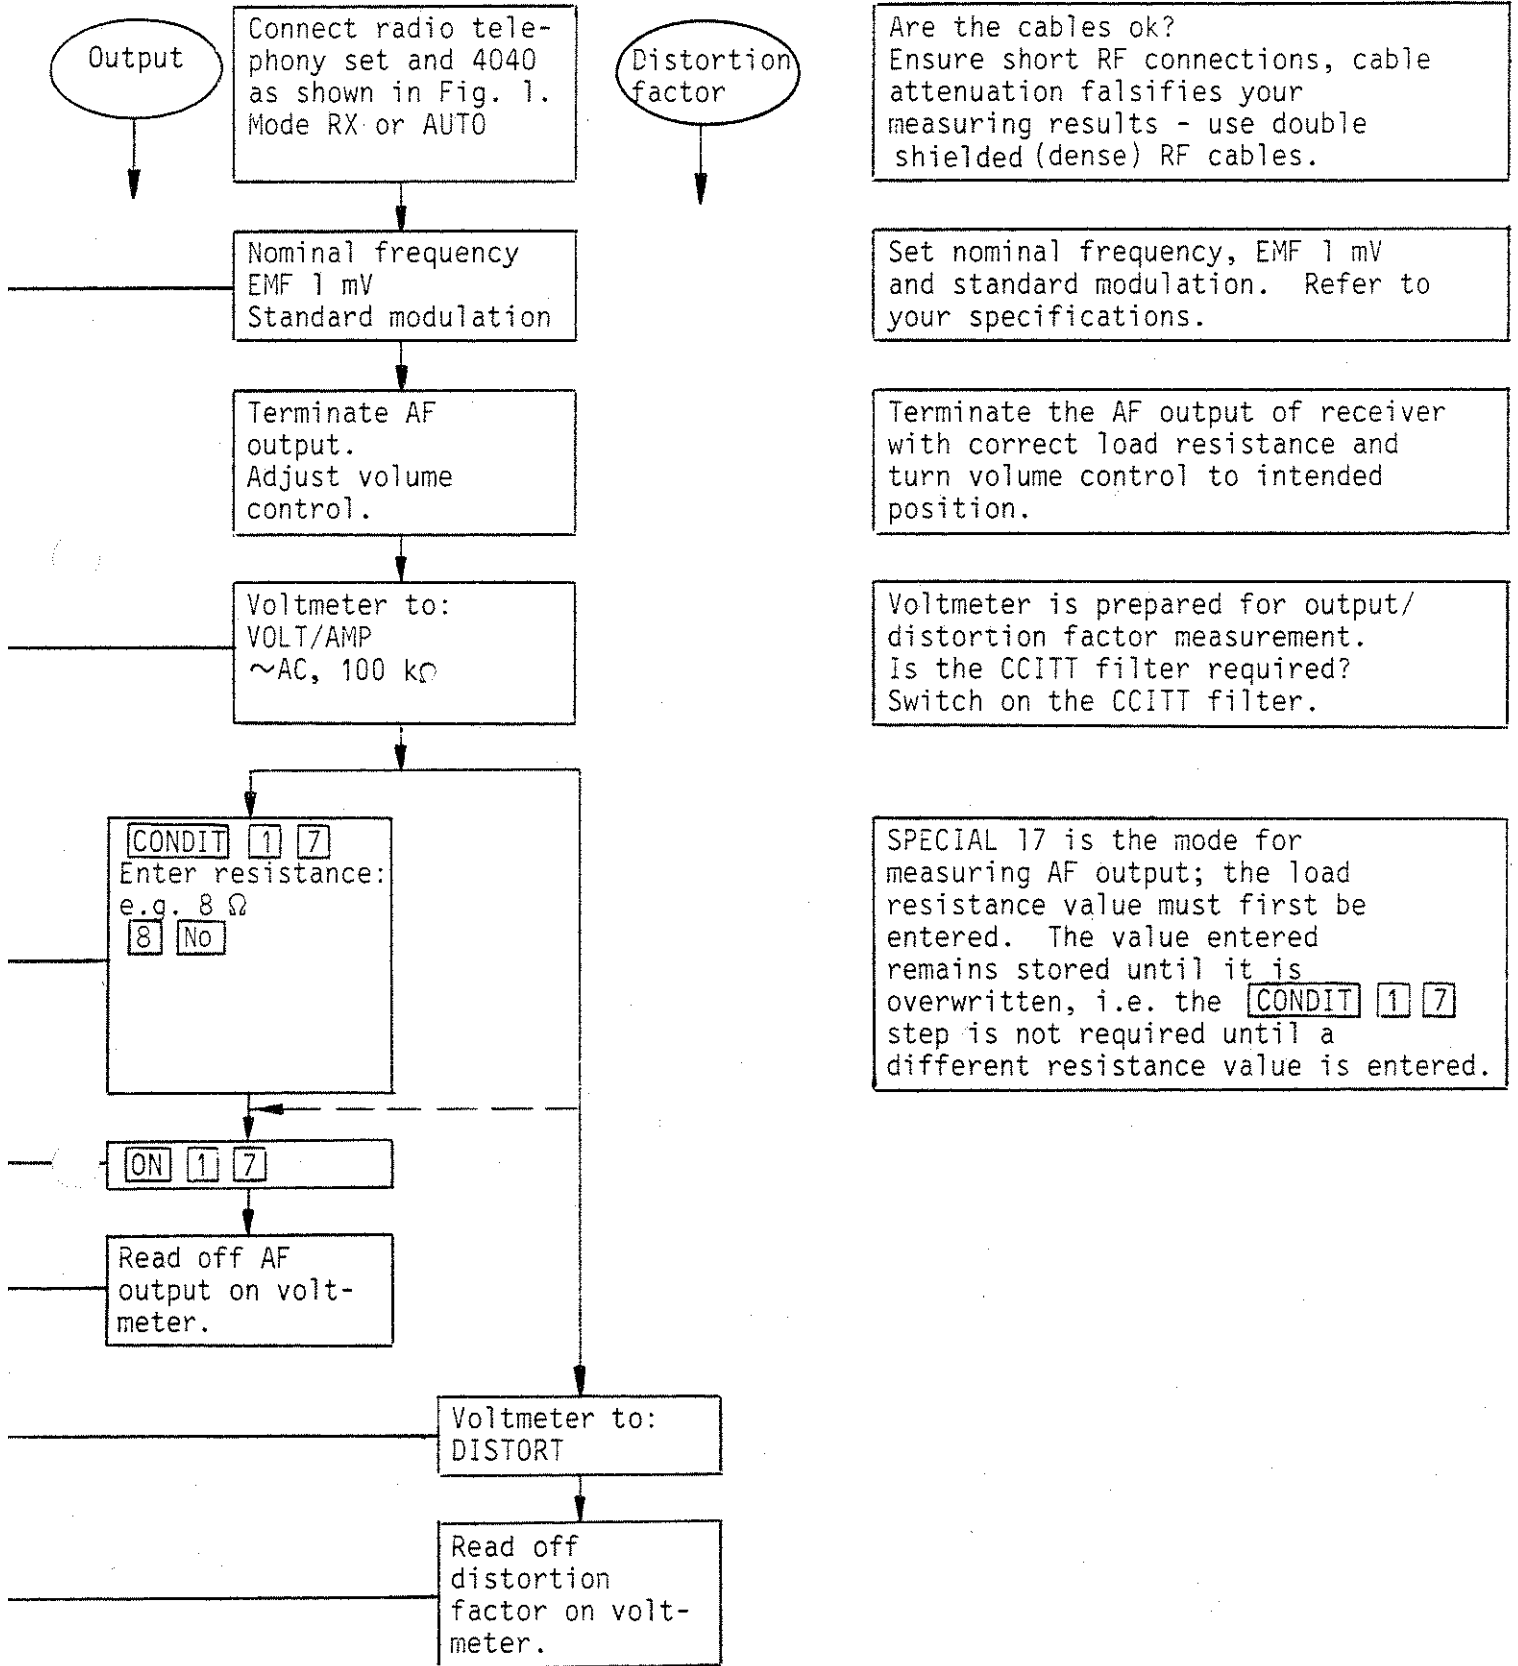 Output
Connect radio tele-
phony set and 4040
as shown in Fig. 1.
Mode RX or AUTO
Distortion
factor
Are the cables ok?
Ensure short RF connections, cable
attenuation falsifies your
measuring results - use double
shielded (dense) RF cables.
Nominal frequency
EMF 1 mV
Standard modulation
Set nominal frequency, EMF 1 mV
and standard modulation. Refer to
your specifications.
Terminate AF
output.
Adjust volume
control.
Terminate the AF output of receiver
with correct load resistance and
turn volume control to intended
position.
Voltmeter to:
VOLT/AMP
~AC, 100 kΩ
Voltmeter is prepared for output/
distortion factor measurement.
Is the CCITT filter required?
Switch on the CCITT filter.
CONDIT 1 7
Enter resistance:
e.g. 8 Ω
8 No
SPECIAL 17 is the mode for
measuring AF output; the load
resistance value must first be
entered. The value entered
remains stored until it is
overwritten, i.e. the CONDIT 1 7
step is not required until a
different resistance value is entered.
ON 1 7
Read off AF
output on volt-
meter.
Voltmeter to:
DISTORT
Read off
distortion
factor on volt-
meter.